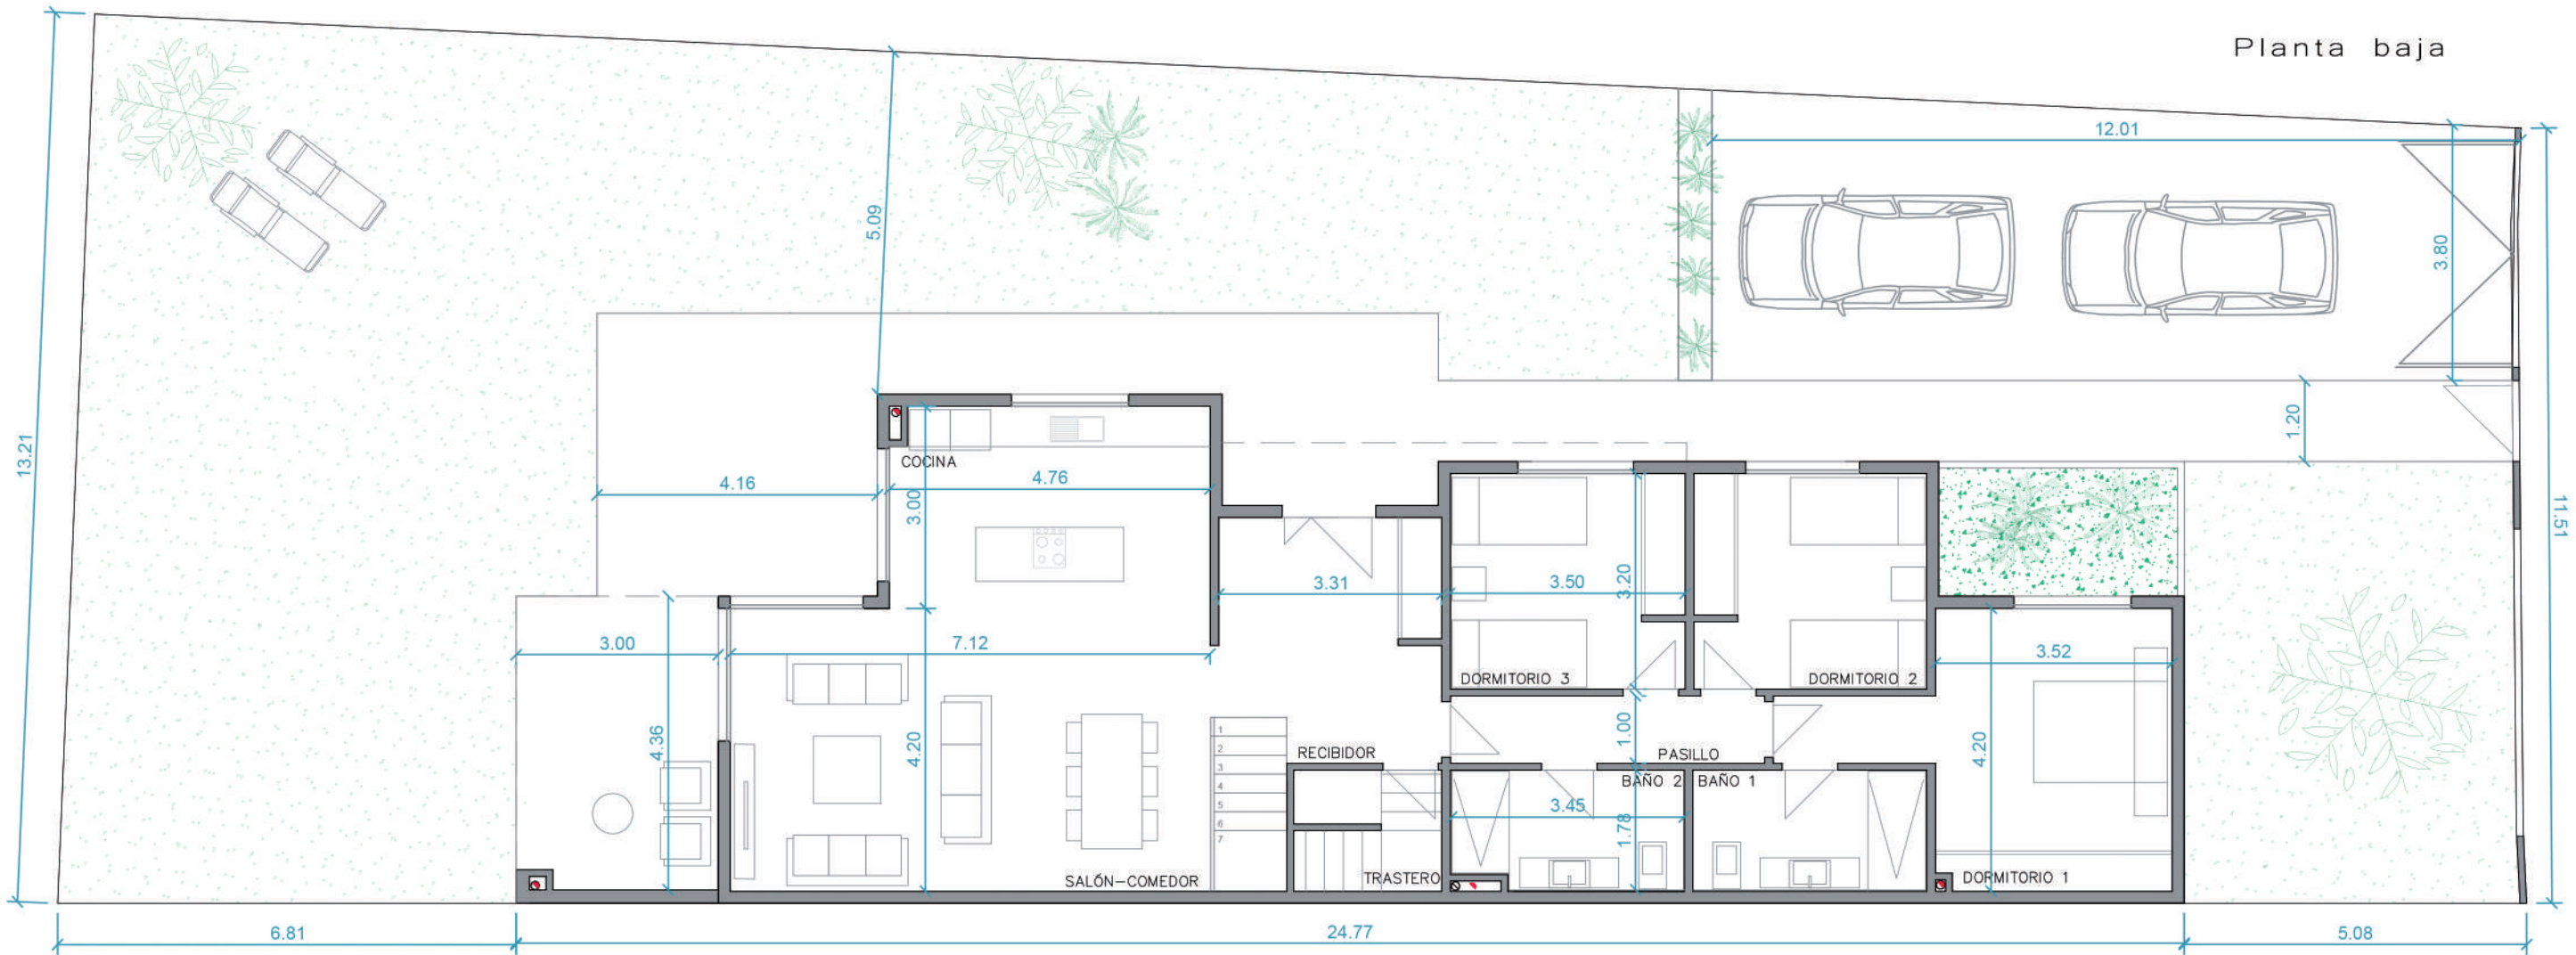 Planta baja
12.01
5.09
3.80
13.21
1.20
COCINA
4.16
4.76
3.00
11.51
3.31
3.50
3.20
3.00
7.12
3.52
DORMITORIO 3
DORMITORIO 2
4.36
4.20
1
2
3
4
5
6
7
RECIBIDOR
1.00
PASILLO
4.20
BAÑO 2
BAÑO 1
3.45
1.78
SALÓN-COMEDOR
TRASTERO
DORMITORIO 1
6.81
24.77
5.08